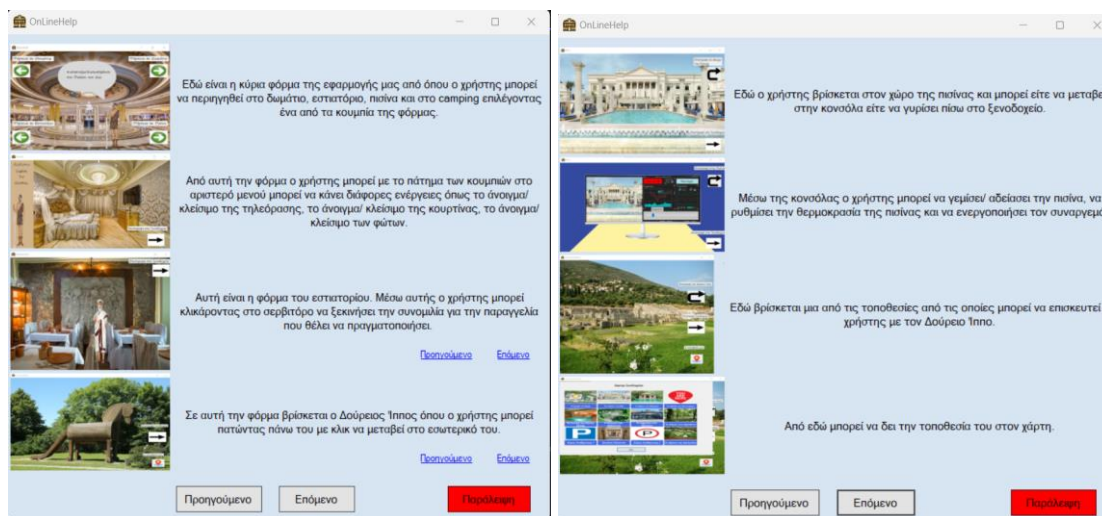 OnLineHelp
Εδώ είναι η κύρια φόρμα της εφαρμογής μας από όπου ο χρήστης μπορεί
να περιηγηθεί στο δωμάτιο, εστιατόριο, πισίνα και στο camping επιλέγοντας
ένα από τα κουμπιά της φόρμας.
Από αυτή την φόρμα ο χρήστης μπορεί με το πάτημα των κουμπιών στο
αριστερό μενού μπορεί να κάνει διάφορες ενέργειες όπως το άνοιγμα/
κλείσιμο της τηλεόρασης, το άνοιγμα/ κλείσιμο της κουρτίνας, το άνοιγμα/
κλείσιμο των φώτων.
Αυτή είναι η φόρμα του εστιατορίου. Μέσω αυτής ο χρήστης μπορεί
κλικάροντας στο σερβιτόρο να ξεκινήσει την συνομιλία για την παραγγελία
που θέλει να πραγματοποιήσει.
Προηγούμενο Επόμενο
Σε αυτή την φόρμα βρίσκεται ο Δούρειος Ίππος όπου ο χρήστης μπορεί
πατώντας πάνω του με κλικ να μεταβεί στο εσωτερικό του.
Προηγούμενο Επόμενο
Προηγούμενο Επόμενο Παράλειψη
OnLineHelp
Εδώ ο χρήστης βρίσκεται στον χώρο της πισίνας και μπορεί είτε να μεταβε
στην κονσόλα είτε να γυρίσει πίσω στο ξενοδοχείο.
Μέσω της κονσόλας ο χρήστης μπορεί να γεμίσει/ αδείασει την πισίνα, να
ρυθμίσει την θερμοκρασία της πισίνας και να ενεργοποιήσει τον συναργεμό
Εδώ βρίσκεται μια από τις τοποθεσίες από τις οποίες μπορεί να επισκευτεί
χρήστης με τον Δούρειο Ίππο.
Από εδώ μπορεί να δει την τοποθεσία του στον χάρτη.
Προηγούμενο Επόμενο Παράλειψη